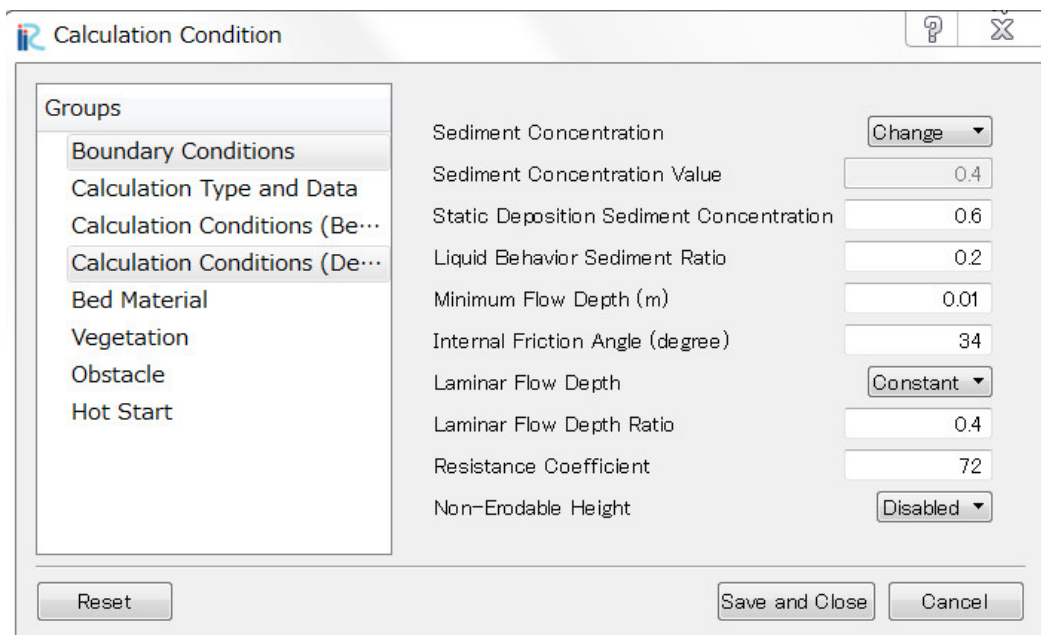 iRC Calculation Condition
Groups
Boundary Conditions
Calculation Type and Data
Calculation Conditions (Be…
Calculation Conditions (De…
Bed Material
Vegetation
Obstacle
Hot Start
Sediment Concentration Change
Sediment Concentration Value 0.4
Static Deposition Sediment Concentration 0.6
Liquid Behavior Sediment Ratio 0.2
Minimum Flow Depth (m) 0.01
Internal Friction Angle (degree) 34
Laminar Flow Depth Constant
Laminar Flow Depth Ratio 0.4
Resistance Coefficient 72
Non-Erodable Height Disabled
Reset Save and Close Cancel